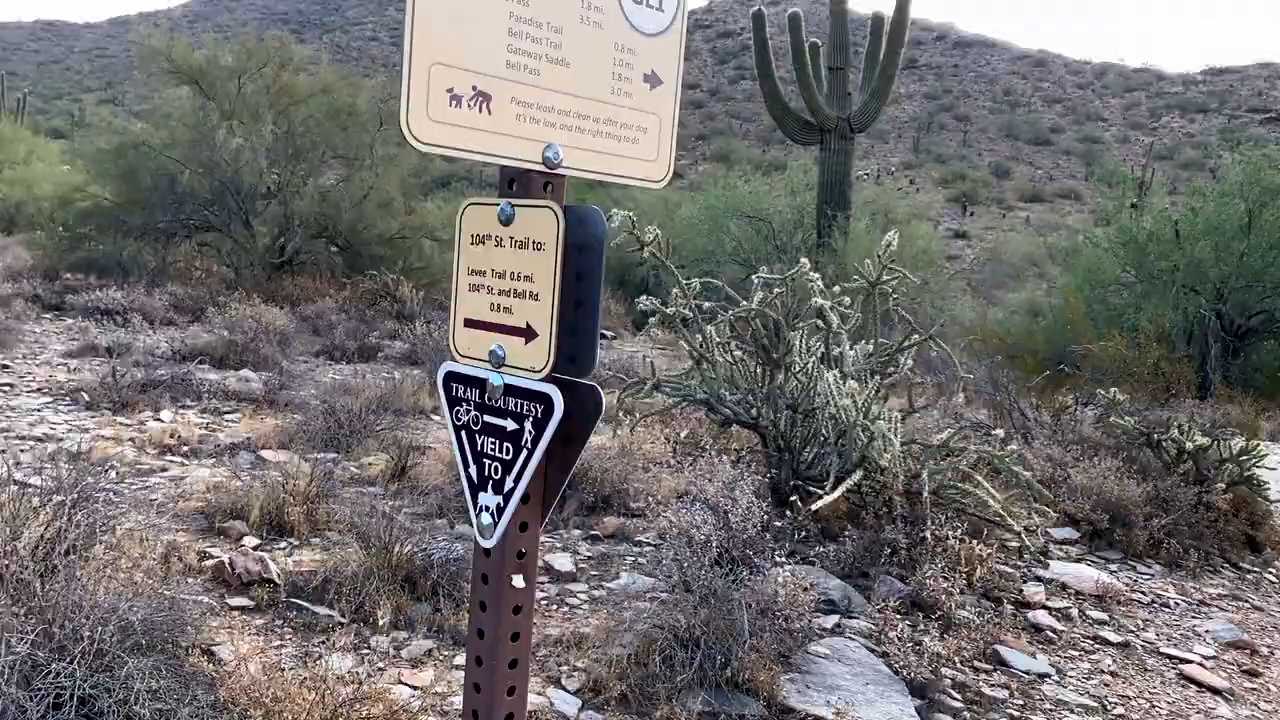 Pass 1.8 mi.
3.5 mi.
Paradise Trail 0.8 mi.
Bell Pass Trail 1.0 mi.
Gateway Saddle 1.8 mi.
Bell Pass 3.0 mi.
Please leash and clean up after your dog
It's the law, and the right thing to do
104th St. Trail to:
Levee Trail 0.6 mi.
104th St. and Bell Rd.
0.8 mi.
TRAIL COURTESY
YIELD
TO